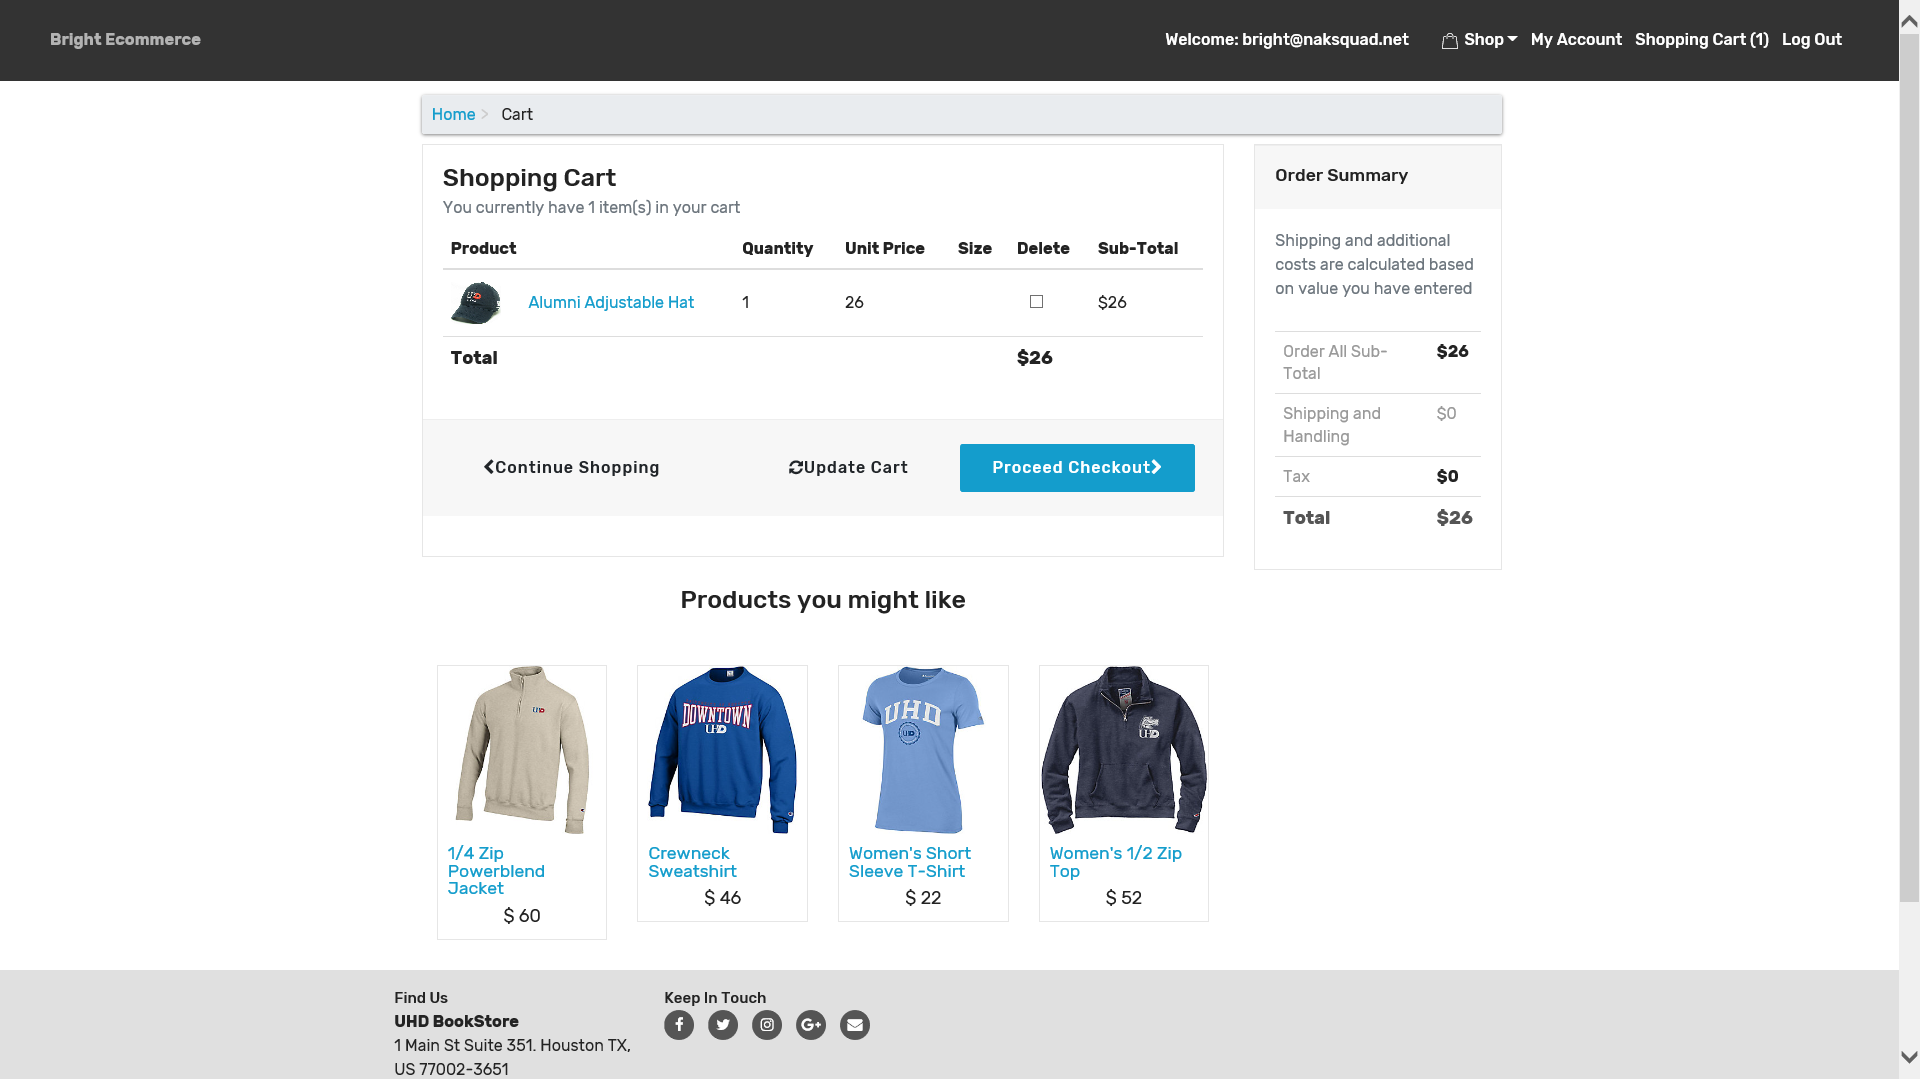 Bright Ecommerce
Welcome: bright@naksquad.net
Shop
My Account
Shopping Cart (1)
Log Out
Home > Cart
Shopping Cart
You currently have 1 item(s) in your cart
Product Quantity Unit Price Size Delete Sub-Total
Alumni Adjustable Hat 1 26 $26
Total $26
Continue Shopping
Update Cart
Proceed Checkout
Order Summary
Shipping and additional
costs are calculated based
on value you have entered
Order All Sub- $26
Total
Shipping and $0
Handling
Tax $0
Total $26
Products you might like
UHD
DOWNTOWN
UHD
UHD
UHD
UHD
1/4 Zip
Powerblend
Jacket
$ 60
Crewneck
Sweatshirt
$ 46
Women's Short
Sleeve T-Shirt
$ 22
Women's 1/2 Zip
Top
$ 52
Find Us
UHD BookStore
1 Main St Suite 351. Houston TX,
US 77002-3651
Keep In Touch